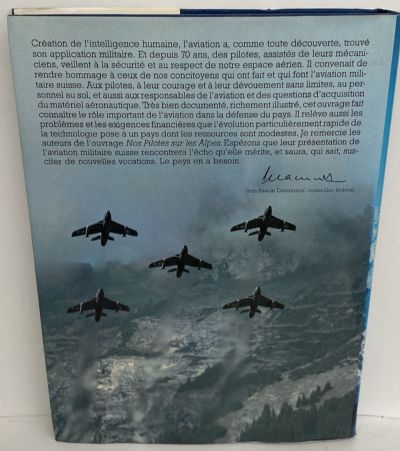 Création de l'intelligence humaine, l'aviation a, comme toute découverte, trouvé
son application militaire. Et depuis 70 ans, des pilotes, assistés de leurs mécani-
ciens, veillent à la sécurité et au respect de notre espace aérien. Il convenait de
rendre hommage à ceux de nos concitoyens qui ont fait et qui font l'aviation mili-
taire suisse. Aux pilotes, à leur courage et à leur dévouement sans limites, au per-
sonnel au sol, et aussi aux responsables de l'aviation et des questions d'acquisition
du matériel aéronautique. Très bien documenté, richement illustré, cet ouvrage fait
connaître le rôle important de l'aviation dans la défense du pays. Il relève aussi les
problèmes et les exigences financières que l'évolution particulièrement rapide de
la technologie pose à un pays dont les ressources sont modestes. Je remercie les
auteurs de l'ouvrage Nos Pilotes sur les Alpes Espérons que leur présentation de
l'aviation militaire suisse rencontrera l'écho qu'elle mérite, et saura, qui sait, sus-
citer de nouvelles vocations. Le pays en a besoin.
Jean-Pascal Delamuraz, conseiller fédéral